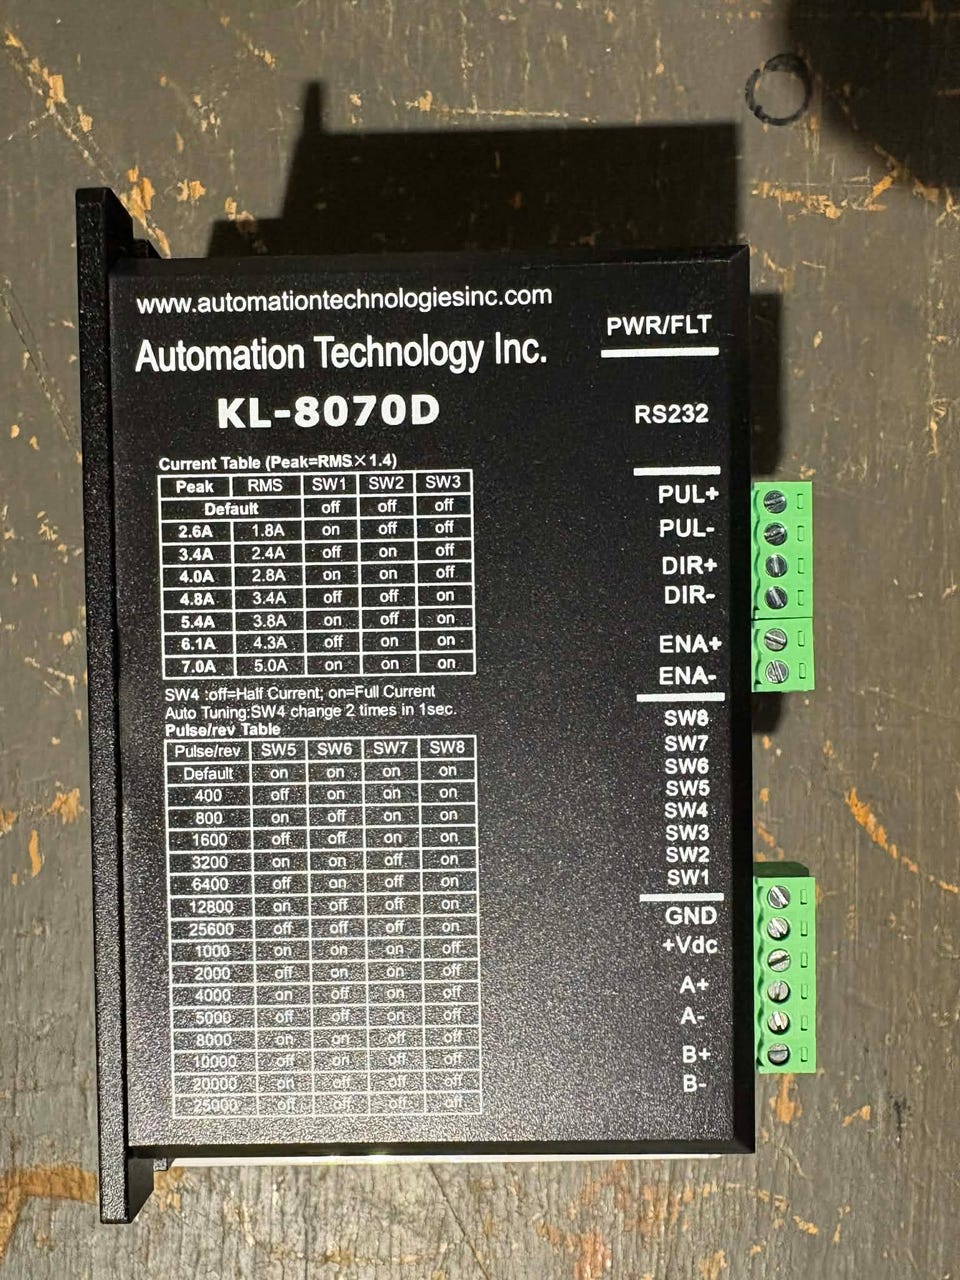 www.automationtechnologiesinc.com
Automation Technology Inc.
KL-8070D
Current Table (Peak=RMS×1.4)
Peak RMS SW1 SW2 SW3
Default off off off
2.6A 1.8A on off off
3.4A 2.4A off on off
4.0A 2.8A on on off
4.8A 3.4A off off on
5.4A 3.8A on off on
6.1A 4.3A off on on
7.0A 5.0A on on on
SW4 :off=Half Current; on=Full Current
Auto Tuning:SW4 change 2 times in 1sec.
Pulse/rev Table
Pulse/rev SW5 SW6 SW7 SW8
Default on on on on
400 off on on on
800 on off on on
1600 off off on on
3200 on on off on
6400 off on off on
12800 on off off on
25600 off off off on
1000 on on on off
2000 off on on off
4000 on off on off
5000 off off on off
8000 on on off off
10000 off on off off
20000 on off off off
25000 off off off off
PWR/FLT
RS232
PUL+
PUL-
DIR+
DIR-
ENA+
ENA-
SW8
SW7
SW6
SW5
SW4
SW3
SW2
SW1
GND
+Vdc
A+
A-
B+
B-